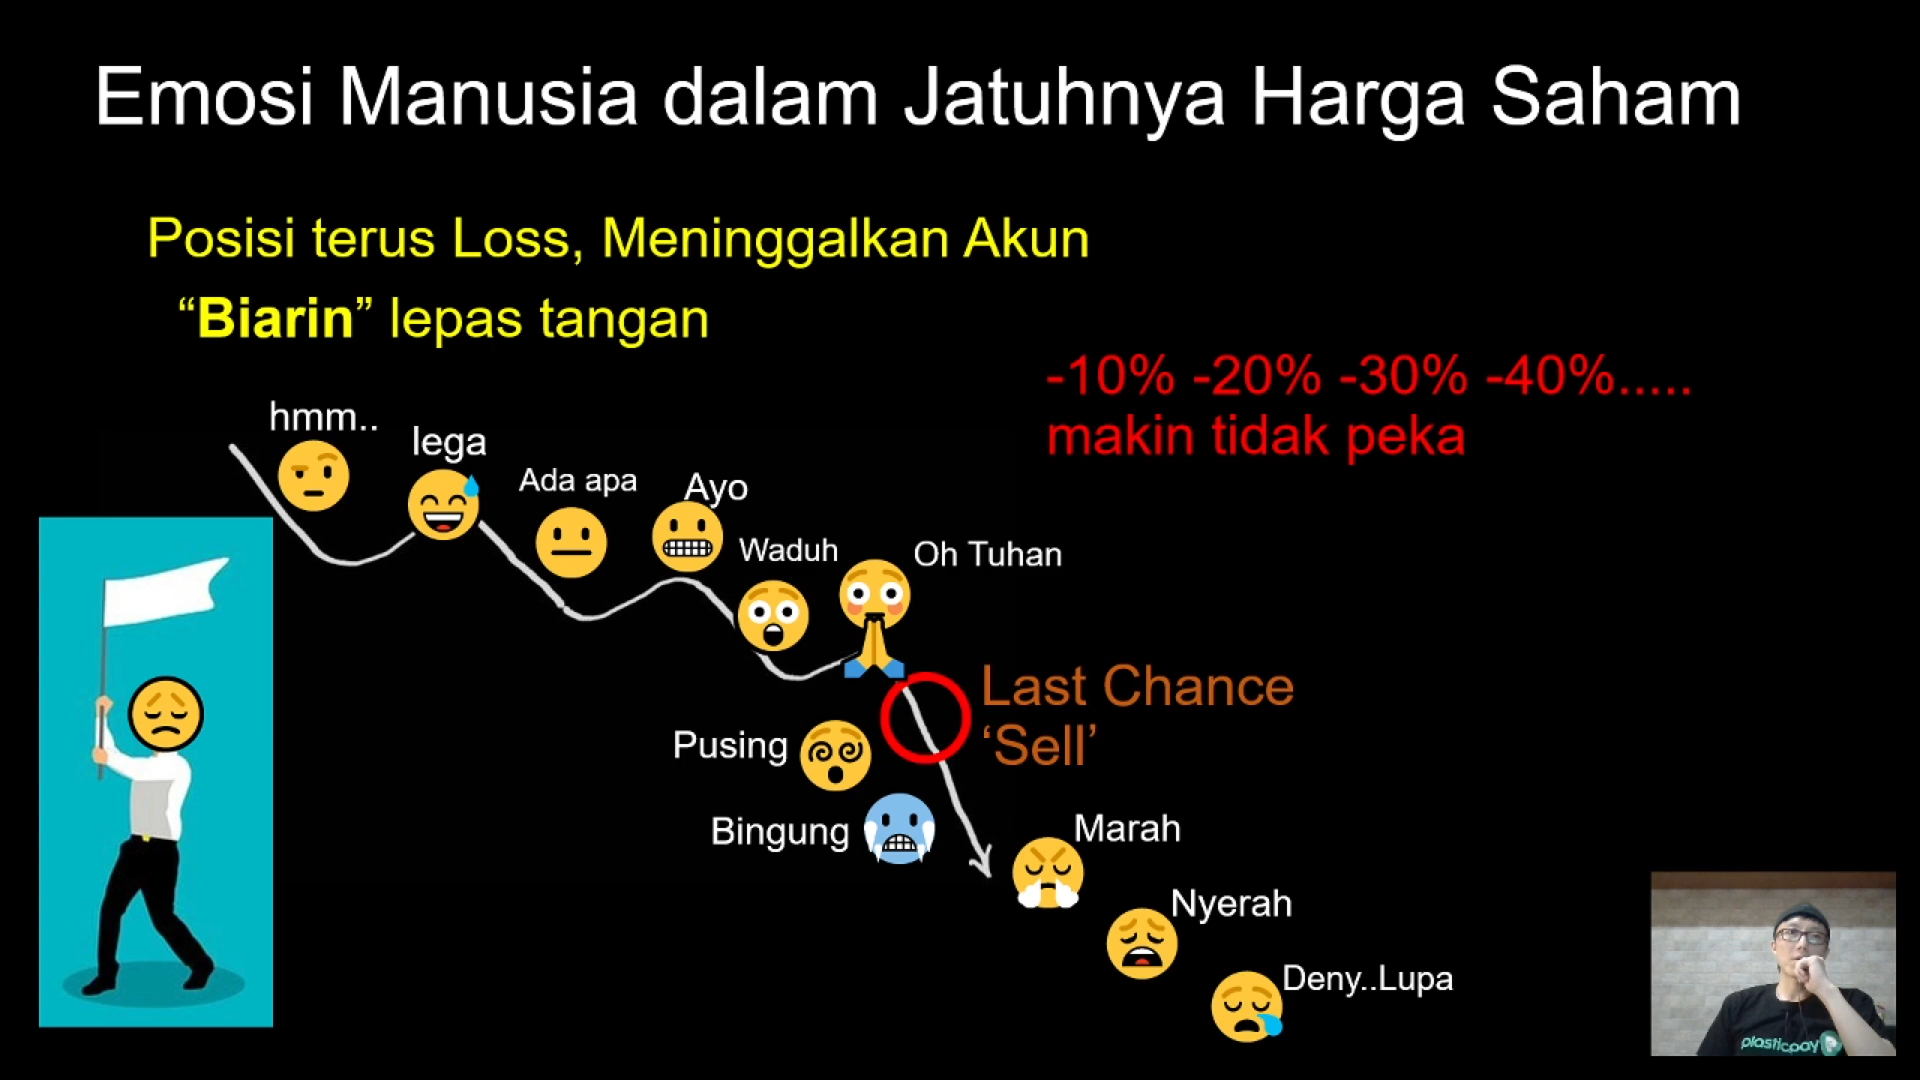 Emosi Manusia dalam Jatuhnya Harga Saham
Posisi terus Loss, Meninggalkan Akun
“Biarin” lepas tangan
-10% -20% -30% -40%.....
makin tidak peka
hmm..
lega
Ada apa
Ayo
Waduh
Oh Tuhan
Last Chance
‘Sell’
Pusing
Bingung
Marah
Nyerah
Deny..Lupa
plasticpay